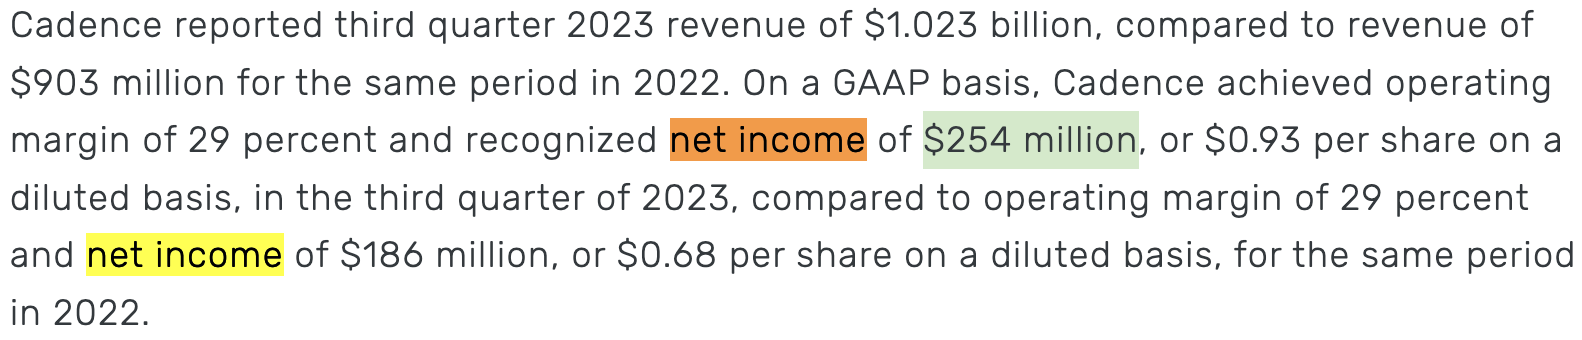 Cadence reported third quarter 2023 revenue of $1.023 billion, compared to revenue of
$903 million for the same period in 2022. On a GAAP basis, Cadence achieved operating
margin of 29 percent and recognized net income of $254 million, or $0.93 per share on a
diluted basis, in the third quarter of 2023, compared to operating margin of 29 percent
and net income of $186 million, or $0.68 per share on a diluted basis, for the same period
in 2022.